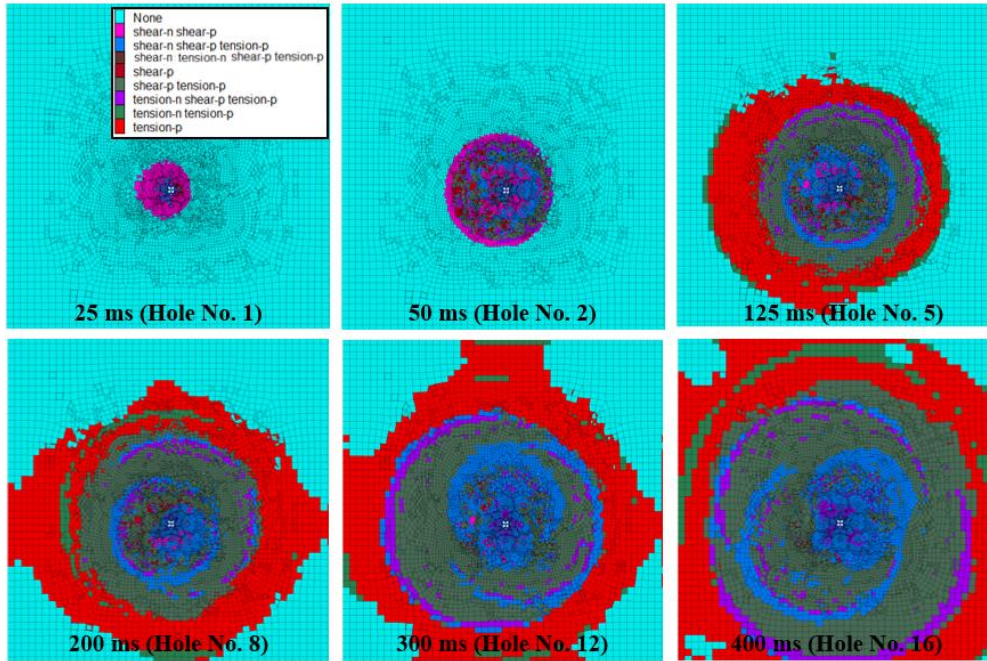 None
shear-n shear-p
shear-n shear-p tension-p
shear-n tension-n shear-p tension-p
shear-p
shear-p tension-p
tension-n shear-p tension-p
tension-n tension-p
tension-p
25 ms (Hole No. 1)
50 ms (Hole No. 2)
125 ms (Hole No. 5)
200 ms (Hole No. 8)
300 ms (Hole No. 12)
400 ms (Hole No. 16)